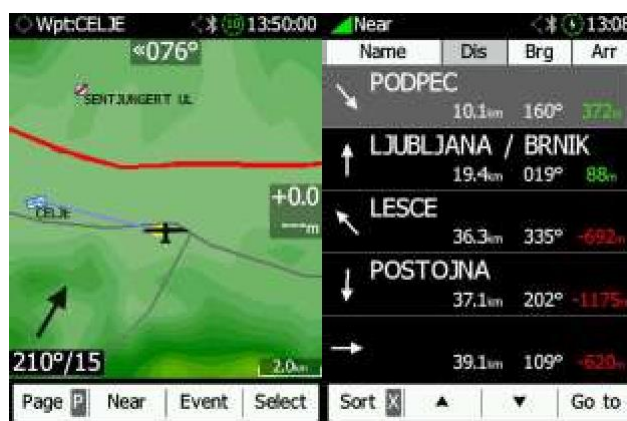 Wpt:CELJE 10 13:50:00
«076°
SENTJUNGERT UL
+0.0
---m
CELJE
210°/15
2.0km
Page P Near Event Select
Near 13:08
Name Dis Brg Arr
PODPEC
10.1km 160° 372m
LJUBLJANA / BRNIK
19.4km 019° 88m
LESCE
36.3km 335° -692m
POSTOJNA
37.1km 202° -1175m
39.1km 109° -620m
Sort X ▲ ▼ Go to